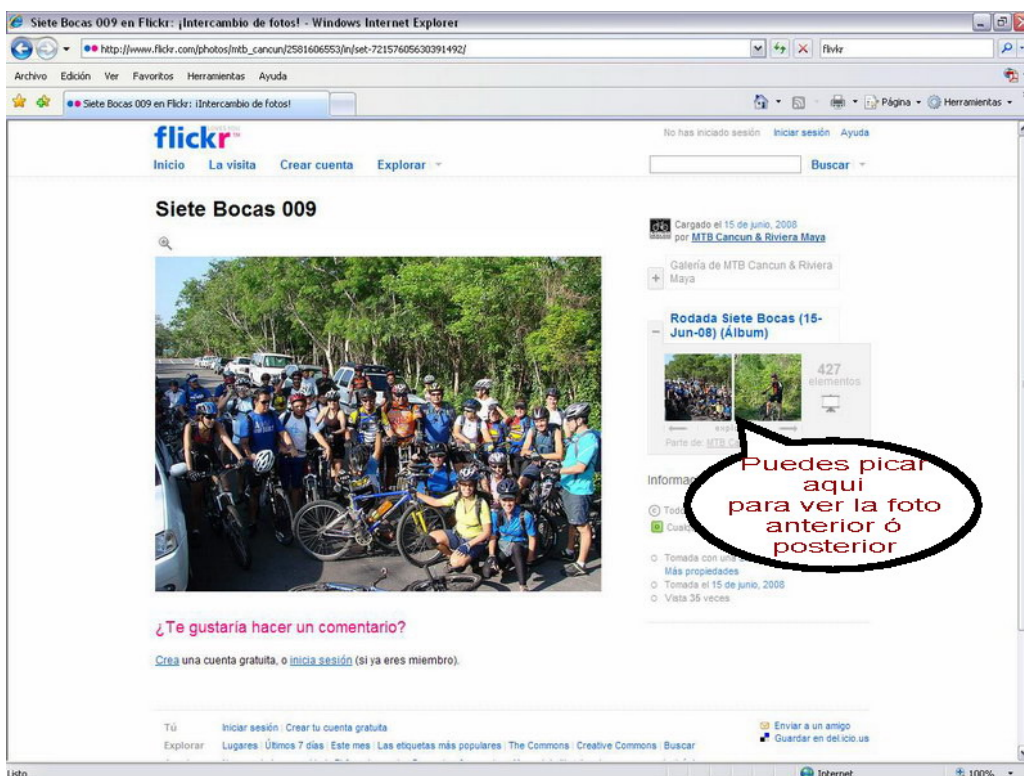 Siete Bocas 009 en Flickr: ¡Intercambio de fotos! - Windows Internet Explorer
http://www.flickr.com/photos/mtb_cancun/2581606553/in/set-72157605630391492/
flivkr
Archivo Edición Ver Favoritos Herramientas Ayuda
Siete Bocas 009 en Flickr: ¡Intercambio de fotos!
Página Herramientas
flickr
No has iniciado sesión Iniciar sesión Ayuda
Inicio La visita Crear cuenta Explorar
Buscar
Siete Bocas 009
Cargado el 15 de junio, 2008
por MTB Cancun & Riviera Maya
Galería de MTB Cancun & Riviera
Maya
Rodada Siete Bocas (15-
Jun-08) (Álbum)
427
elementos
Parte de: MTB
Puedes picar
aqui
para ver la foto
anterior ó
posterior
Tomada con una
Más propiedades
Tomada el 15 de junio, 2008
Vista 35 veces
¿Te gustaría hacer un comentario?
Crea una cuenta gratuita, o inicia sesión (si ya eres miembro).
Tú Iniciar sesión | Crear tu cuenta gratuita
Explorar Lugares | Últimos 7 días | Este mes | Las etiquetas más populares | The Commons | Creative Commons | Buscar
Enviar a un amigo
Guardar en del.icio.us
Listo
Internet
100%